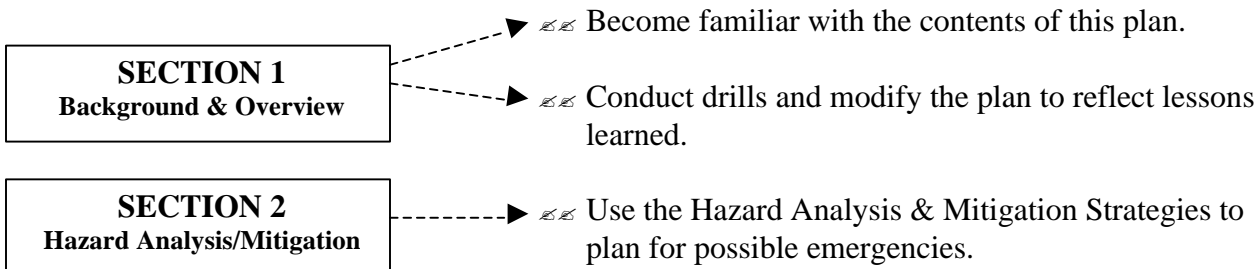 Become familiar with the contents of this plan.
SECTION 1
Background & Overview
Conduct drills and modify the plan to reflect lessons
learned.
SECTION 2
Hazard Analysis/Mitigation
Use the Hazard Analysis & Mitigation Strategies to
plan for possible emergencies.